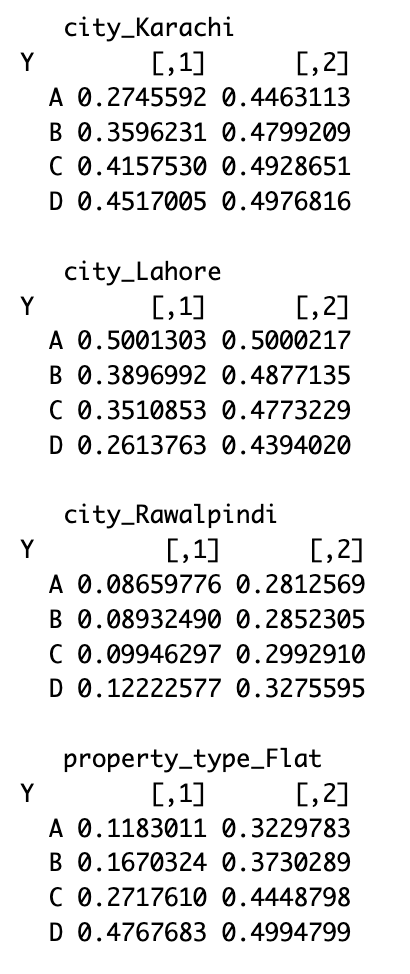 city_Karachi
Y [,1] [,2]
A 0.2745592 0.4463113
B 0.3596231 0.4799209
C 0.4157530 0.4928651
D 0.4517005 0.4976816
city_Lahore
Y [,1] [,2]
A 0.5001303 0.5000217
B 0.3896992 0.4877135
C 0.3510853 0.4773229
D 0.2613763 0.4394020
city_Rawalpindi
Y [,1] [,2]
A 0.08659776 0.2812569
B 0.08932490 0.2852305
C 0.09946297 0.2992910
D 0.12222577 0.3275595
property_type_Flat
Y [,1] [,2]
A 0.1183011 0.3229783
B 0.1670324 0.3730289
C 0.2717610 0.4448798
D 0.4767683 0.4994799